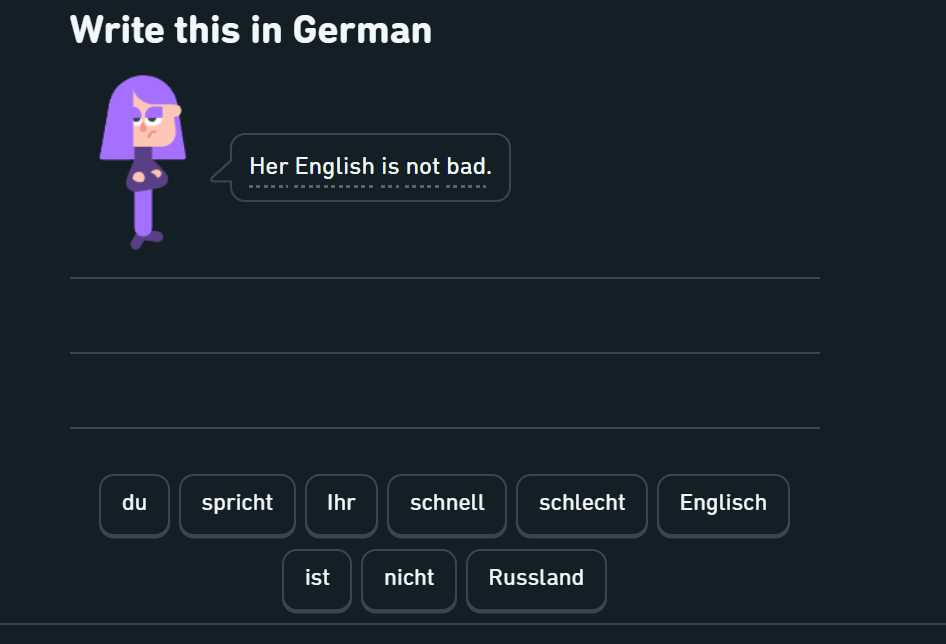 Write this in German
Her English is not bad.
du spricht Ihr schnell schlecht Englisch
ist nicht Russland